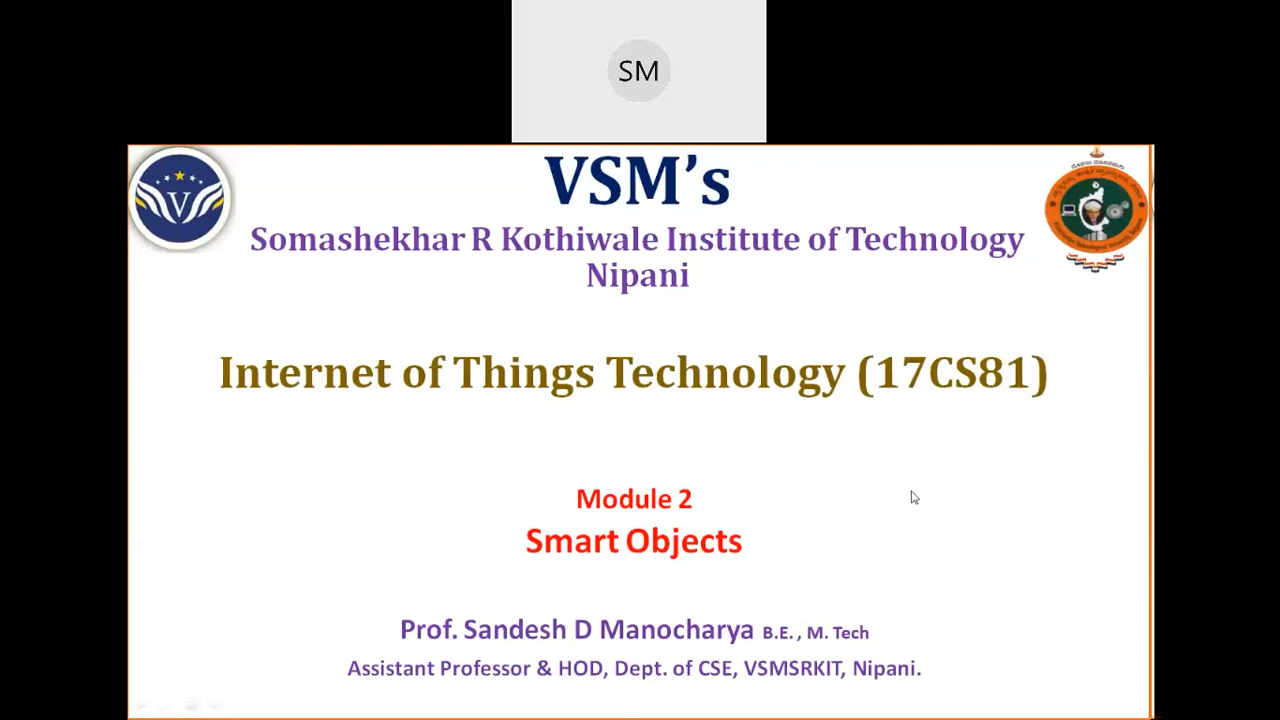 SM
VSM’s
Somashekhar R Kothiwale Institute of Technology
Nipani
V
Internet of Things Technology (17CS81)
Module 2
Smart Objects
Prof. Sandesh D Manocharya B.E. , M. Tech
Assistant Professor & HOD, Dept. of CSE, VSMSRKIT, Nipani.